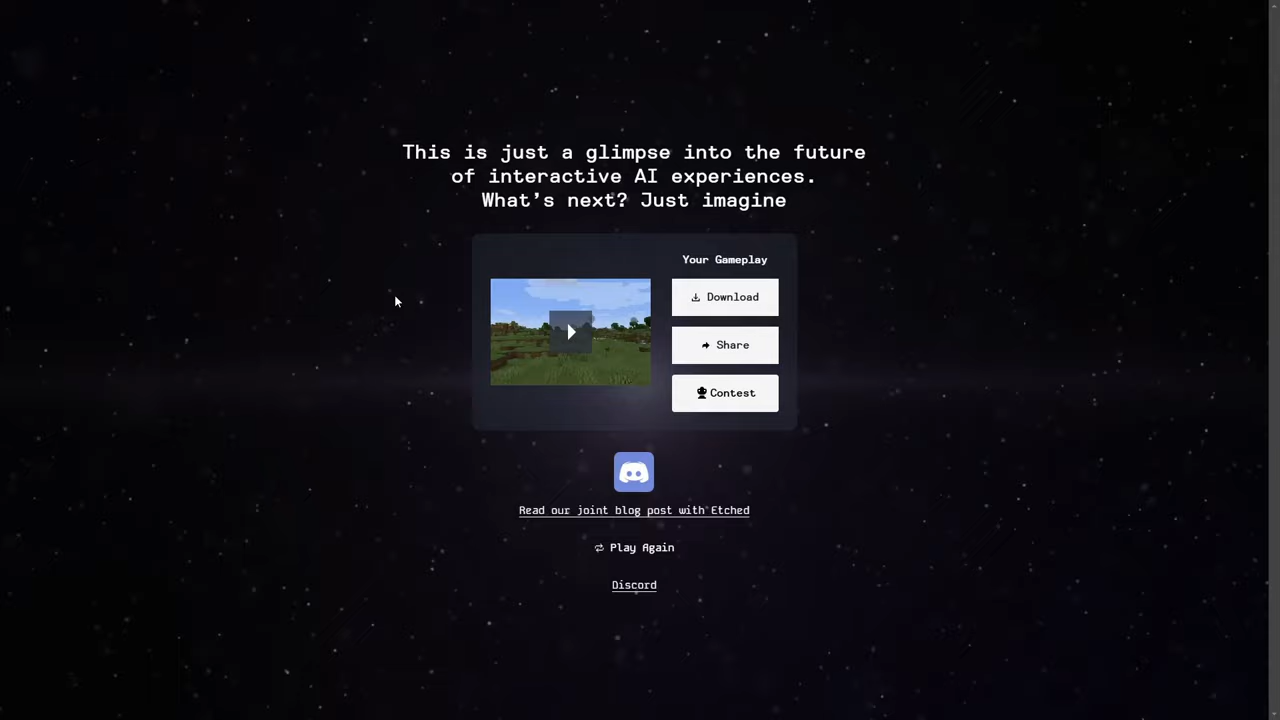 This is just a glimpse into the future
of interactive AI experiences.
What's next? Just imagine
Your Gameplay
Download
Share
Contest
Read our joint blog post with Etched
Play Again
Discord